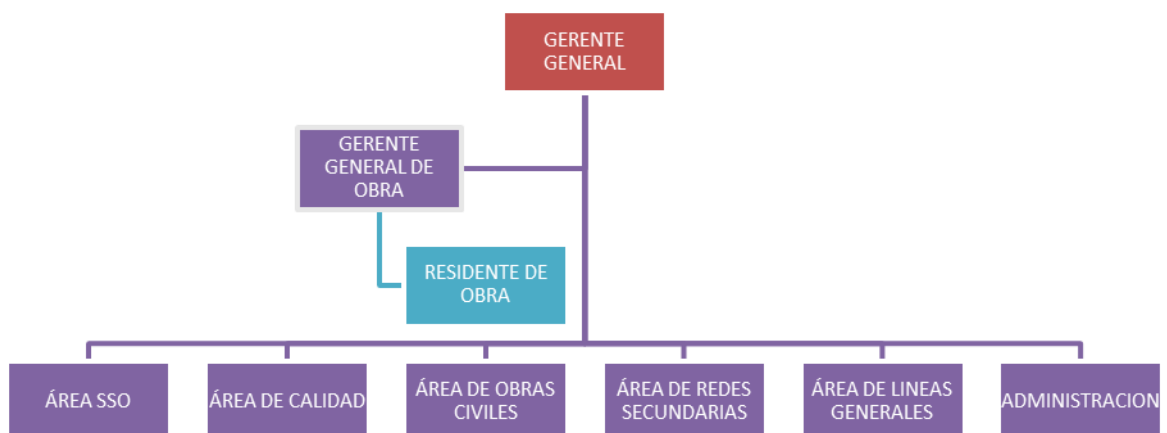 GERENTE
GENERAL
GERENTE
GENERAL DE
OBRA
RESIDENTE DE
OBRA
ÁREA SSO
ÁREA DE CALIDAD
ÁREA DE OBRAS
CIVILES
ÁREA DE REDES
SECUNDARIAS
ÁREA DE LINEAS
GENERALES
ADMINISTRACION